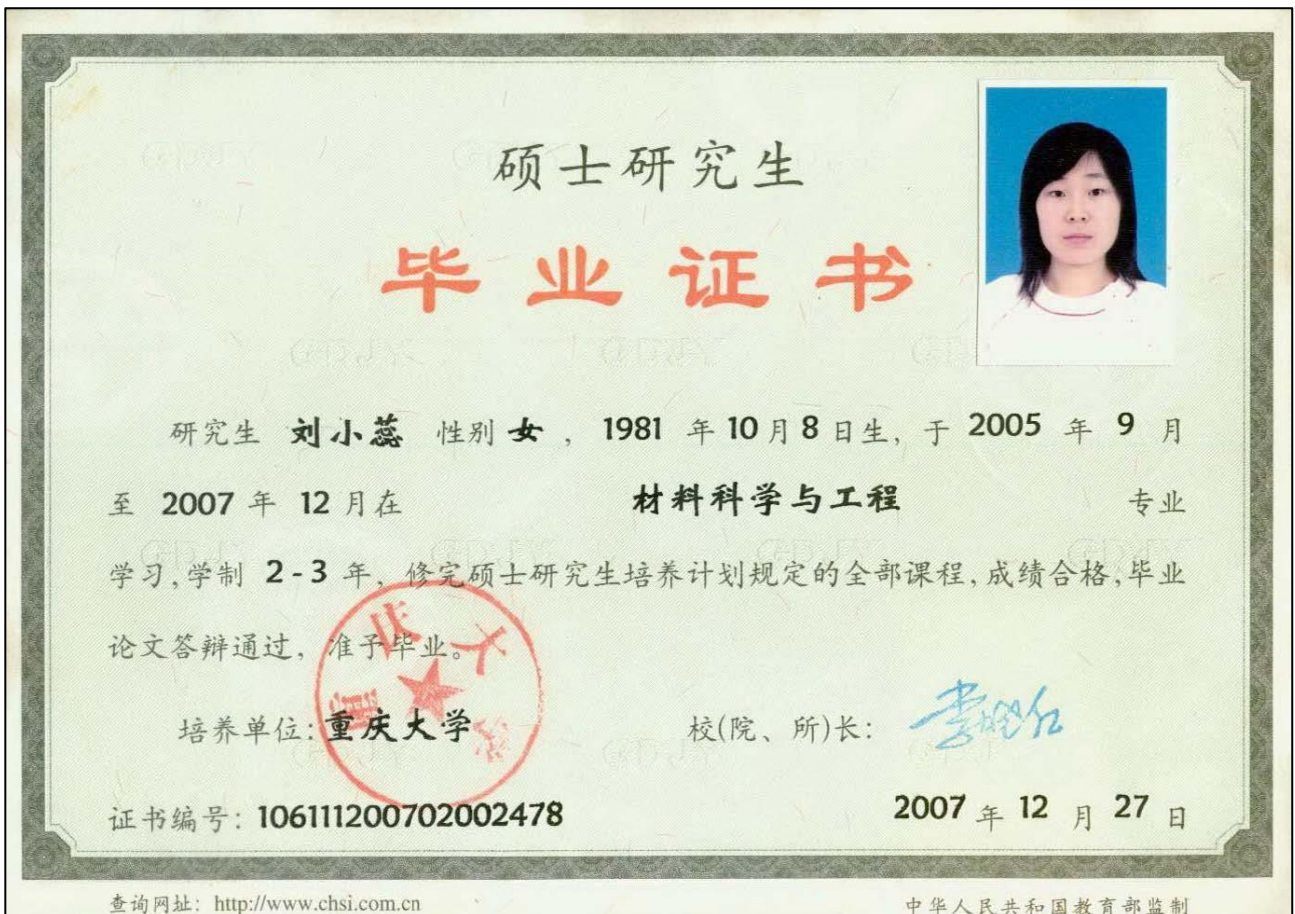 硕士研究生
毕业证书
研究生 刘小蕊 性别 女 , 1981 年 10 月 8 日生, 于 2005 年 9 月
至 2007 年 12 月在 材料科学与工程 专业
学习,学制 2-3 年, 修完硕士研究生培养计划规定的全部课程,成绩合格,毕业
论文答辩通过, 准予毕业。
重庆大学
培养单位: 重庆大学 校(院、所)长:
证书编号: 106111200702002478 2007 年 12 月 27 日
查询网址: http://www.chsi.com.cn 中华人民共和国教育部监制